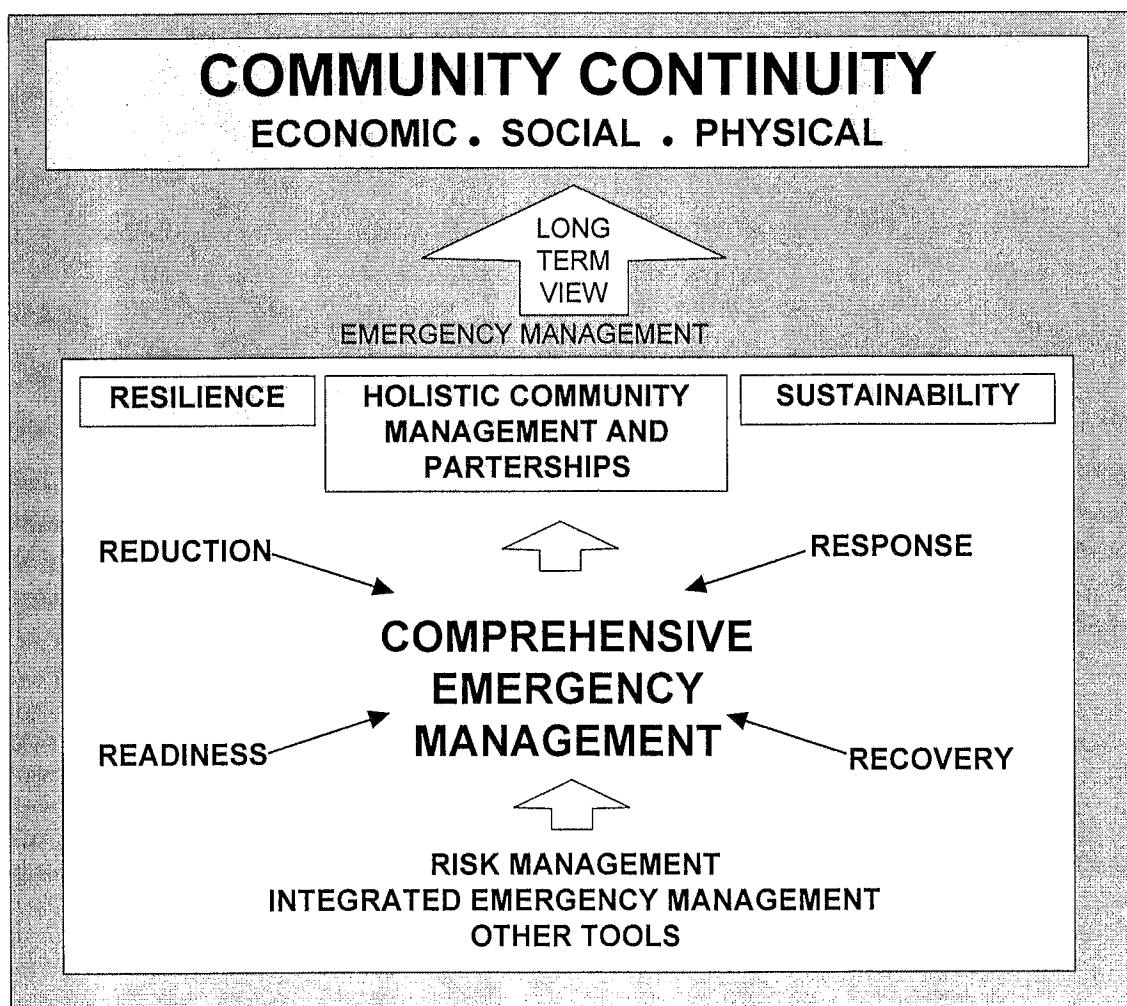 COMMUNITY CONTINUITY
ECONOMIC . SOCIAL . PHYSICAL
LONG
TERM
VIEW
EMERGENCY MANAGEMENT
RESILIENCE
HOLISTIC COMMUNITY
MANAGEMENT AND
PARTERSHIPS
SUSTAINABILITY
REDUCTION
RESPONSE
COMPREHENSIVE
EMERGENCY
MANAGEMENT
READINESS
RECOVERY
RISK MANAGEMENT
INTEGRATED EMERGENCY MANAGEMENT
OTHER TOOLS